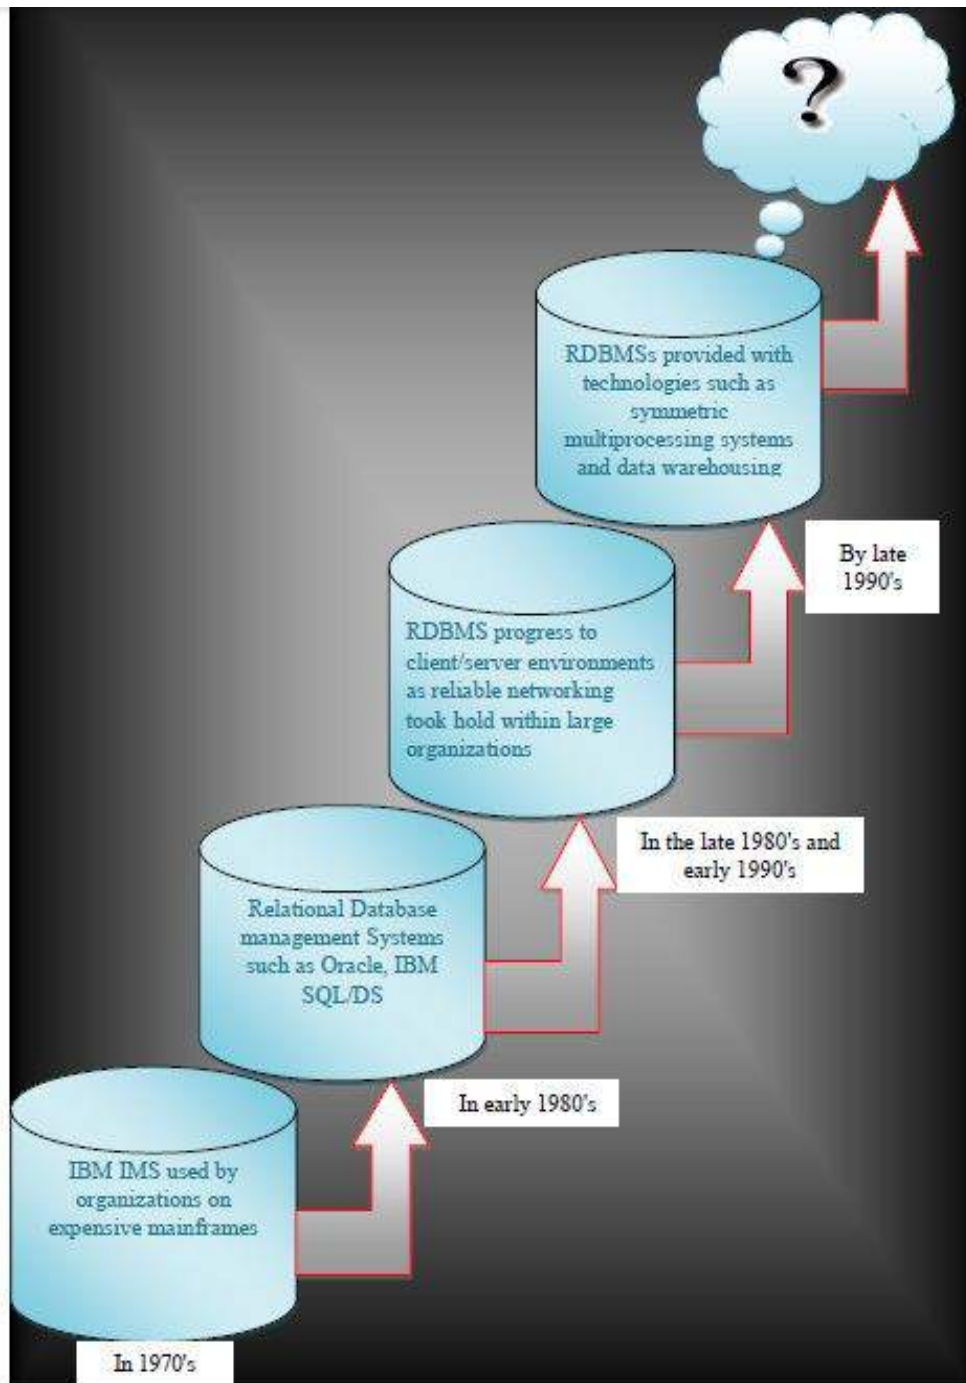 ?
RDBMSs provided with
technologies such as
symmetric
multiprocessing systems
and data warehousing
By late
1990's
RDBMS progress to
client/server environments
as reliable networking
took hold within large
organizations
In the late 1980's and
early 1990's
Relational Database
management Systems
such as Oracle, IBM
SQL/DS
In early 1980's
IBM IMS used by
organizations on
expensive mainframes
In 1970's